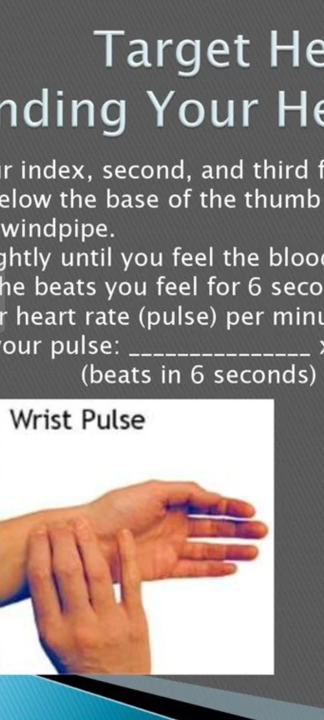 Target He
nding Your He
r index, second, and third f
elow the base of the thumb
windpipe.
ghtly until you feel the blood
he beats you feel for 6 seco
r heart rate (pulse) per minu
your pulse: _______________ x
(beats in 6 seconds)
Wrist Pulse